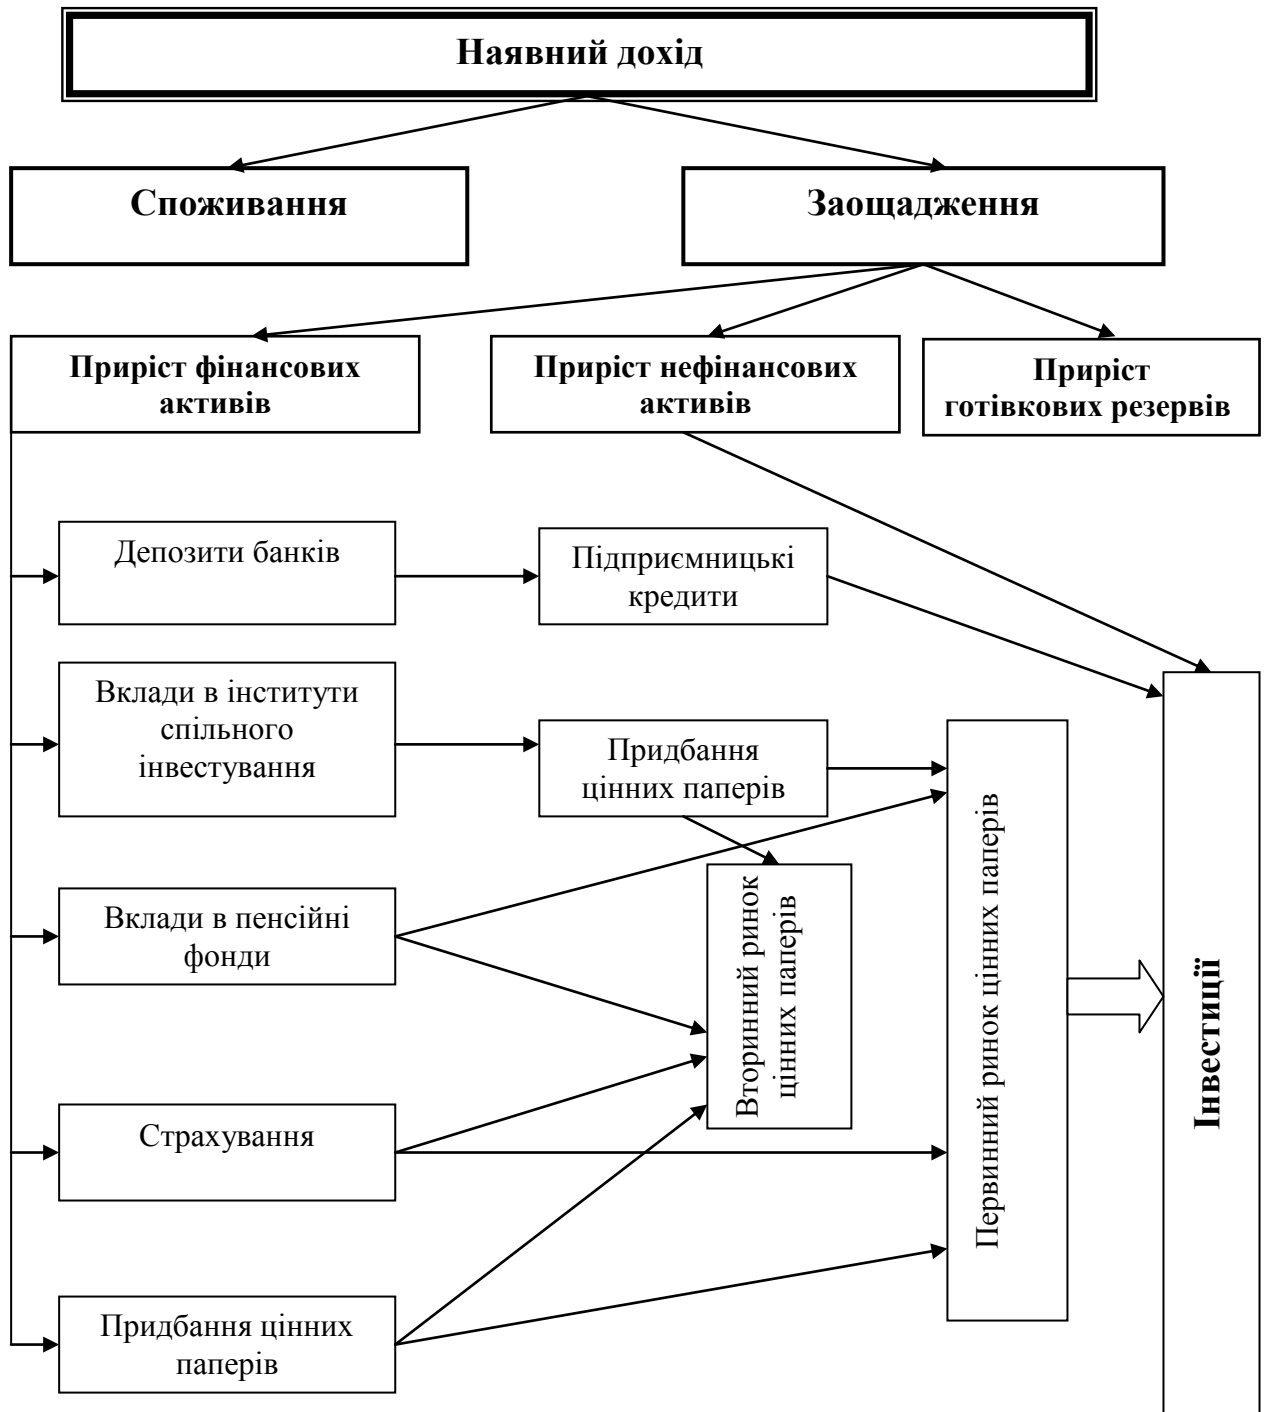 Наявний дохід
Споживання
Заощадження
Приріст фінансових
активів
Приріст нефінансових
активів
Приріст
готівкових резервів
Депозити банків
Підприємницькі
кредити
Вклади в інститути
спільного
інвестування
Придбання
цінних паперів
Вклади в пенсійні
фонди
Вторинний ринок
цінних паперів
Первинний ринок цінних паперів
Інвестиції
Страхування
Придбання цінних
паперів